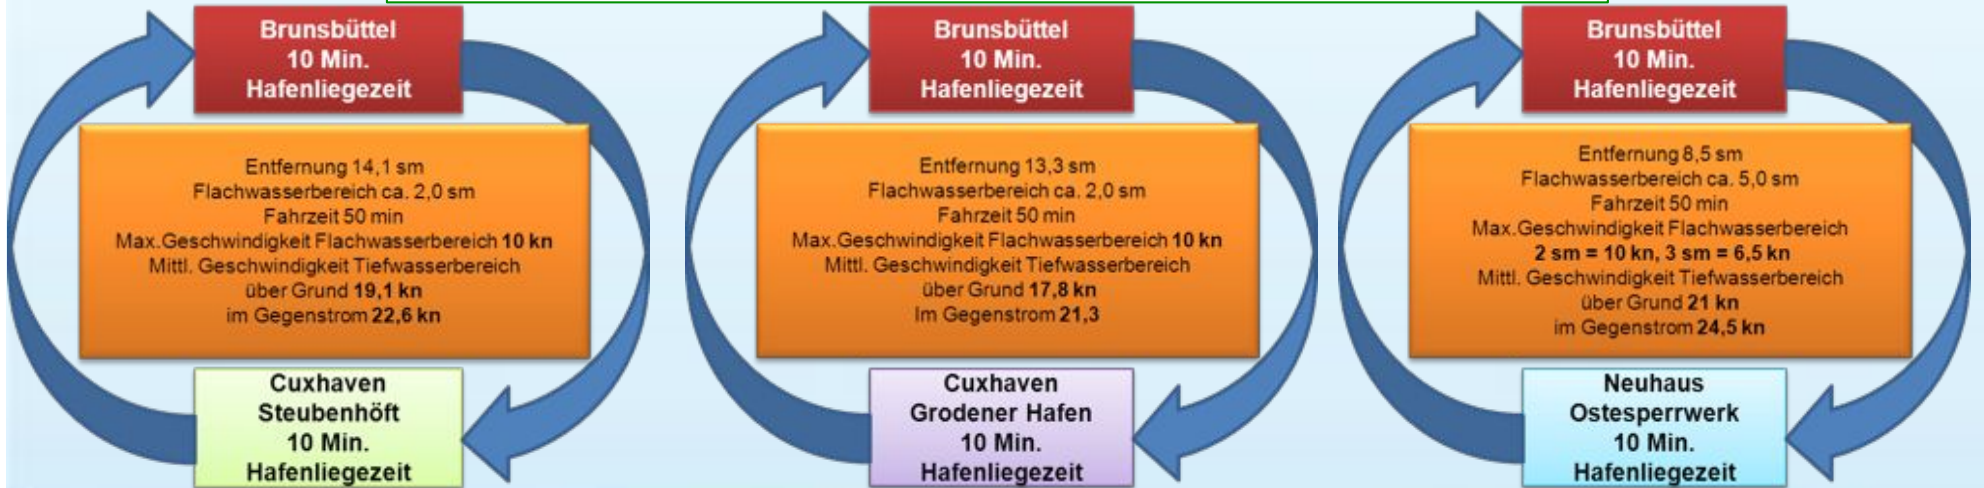 Brunsbüttel
10 Min.
Hafenliegezeit
Entfernung 14,1 sm
Flachwasserbereich ca. 2,0 sm
Fahrzeit 50 min
Max.Geschwindigkeit Flachwasserbereich 10 kn
Mittl. Geschwindigkeit Tiefwasserbereich
über Grund 19,1 kn
im Gegenstrom 22,6 kn
Cuxhaven
Steubenhöft
10 Min.
Hafenliegezeit
Brunsbüttel
10 Min.
Hafenliegezeit
Entfernung 13,3 sm
Flachwasserbereich ca. 2,0 sm
Fahrzeit 50 min
Max.Geschwindigkeit Flachwasserbereich 10 kn
Mittl. Geschwindigkeit Tiefwasserbereich
über Grund 17,8 kn
Im Gegenstrom 21,3
Cuxhaven
Grodener Hafen
10 Min.
Hafenliegezeit
Brunsbüttel
10 Min.
Hafenliegezeit
Entfernung 8,5 sm
Flachwasserbereich ca. 5,0 sm
Fahrzeit 50 min
Max.Geschwindigkeit Flachwasserbereich
2 sm = 10 kn, 3 sm = 6,5 kn
Mittl. Geschwindigkeit Tiefwasserbereich
über Grund 21 kn
im Gegenstrom 24,5 kn
Neuhaus
Ostesperrwerk
10 Min.
Hafenliegezeit